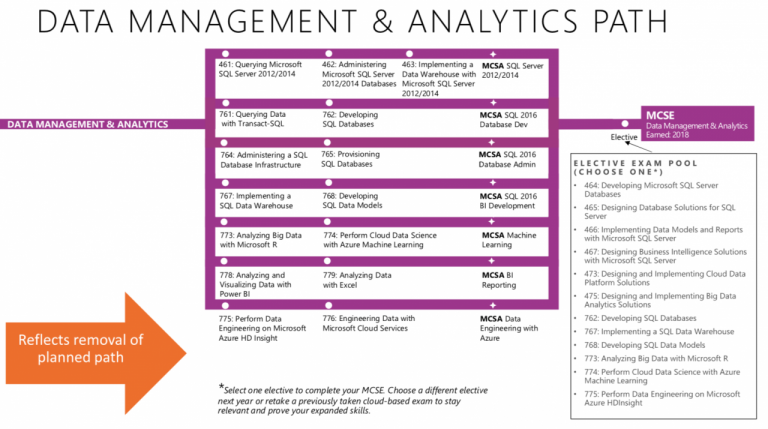 DATA MANAGEMENT & ANALYTICS PATH
461: Querying Microsoft
SQL Server 2012/2014
462: Administering
Microsoft SQL Server
2012/2014 Databases
463: Implementing a
Data Warehouse with
Microsoft SQL Server
2012/2014
MCSA SQL Server
2012/2014
DATA MANAGEMENT & ANALYTICS
761: Querying Data
with Transact-SQL
762: Developing
SQL Databases
MCSA SQL 2016
Database Dev
764: Administering a SQL
Database Infrastructure
765: Provisioning
SQL Databases
MCSA SQL 2016
Database Admin
767: Implementing a
SQL Data Warehouse
768: Developing
SQL Data Models
MCSA SQL 2016
BI Development
773: Analyzing Big Data
with Microsoft R
774: Perform Cloud Data Science
with Azure Machine Learning
MCSA Machine
Learning
778: Analyzing and
Visualizing Data with
Power BI
779: Analyzing Data
with Excel
MCSA BI
Reporting
775: Perform Data
Engineering on Microsoft
Azure HD Insight
776: Engineering Data with
Microsoft Cloud Services
MCSA Data
Engineering with
Azure
MCSE
Data Management & Analytics
Earned: 2018
Elective
ELECTIVE EXAM POOL
(CHOOSE ONE*)
• 464: Developing Microsoft SQL Server
Databases
• 465: Designing Database Solutions for SQL
Server
• 466: Implementing Data Models and Reports
with Microsoft SQL Server
• 467: Designing Business Intelligence Solutions
with Microsoft SQL Server
• 473: Designing and Implementing Cloud Data
Platform Solutions
• 475: Designing and Implementing Big Data
Analytics Solutions
• 762: Developing SQL Databases
• 767: Implementing a SQL Data Warehouse
• 768: Developing SQL Data Models
• 773: Analyzing Big Data with Microsoft R
• 774: Perform Cloud Data Science with Azure
Machine Learning
• 775: Perform Data Engineering on Microsoft
Azure HDInsight
Reflects removal of
planned path
*Select one elective to complete your MCSE. Choose a different elective
next year or retake a previously taken cloud-based exam to stay
relevant and prove your expanded skills.